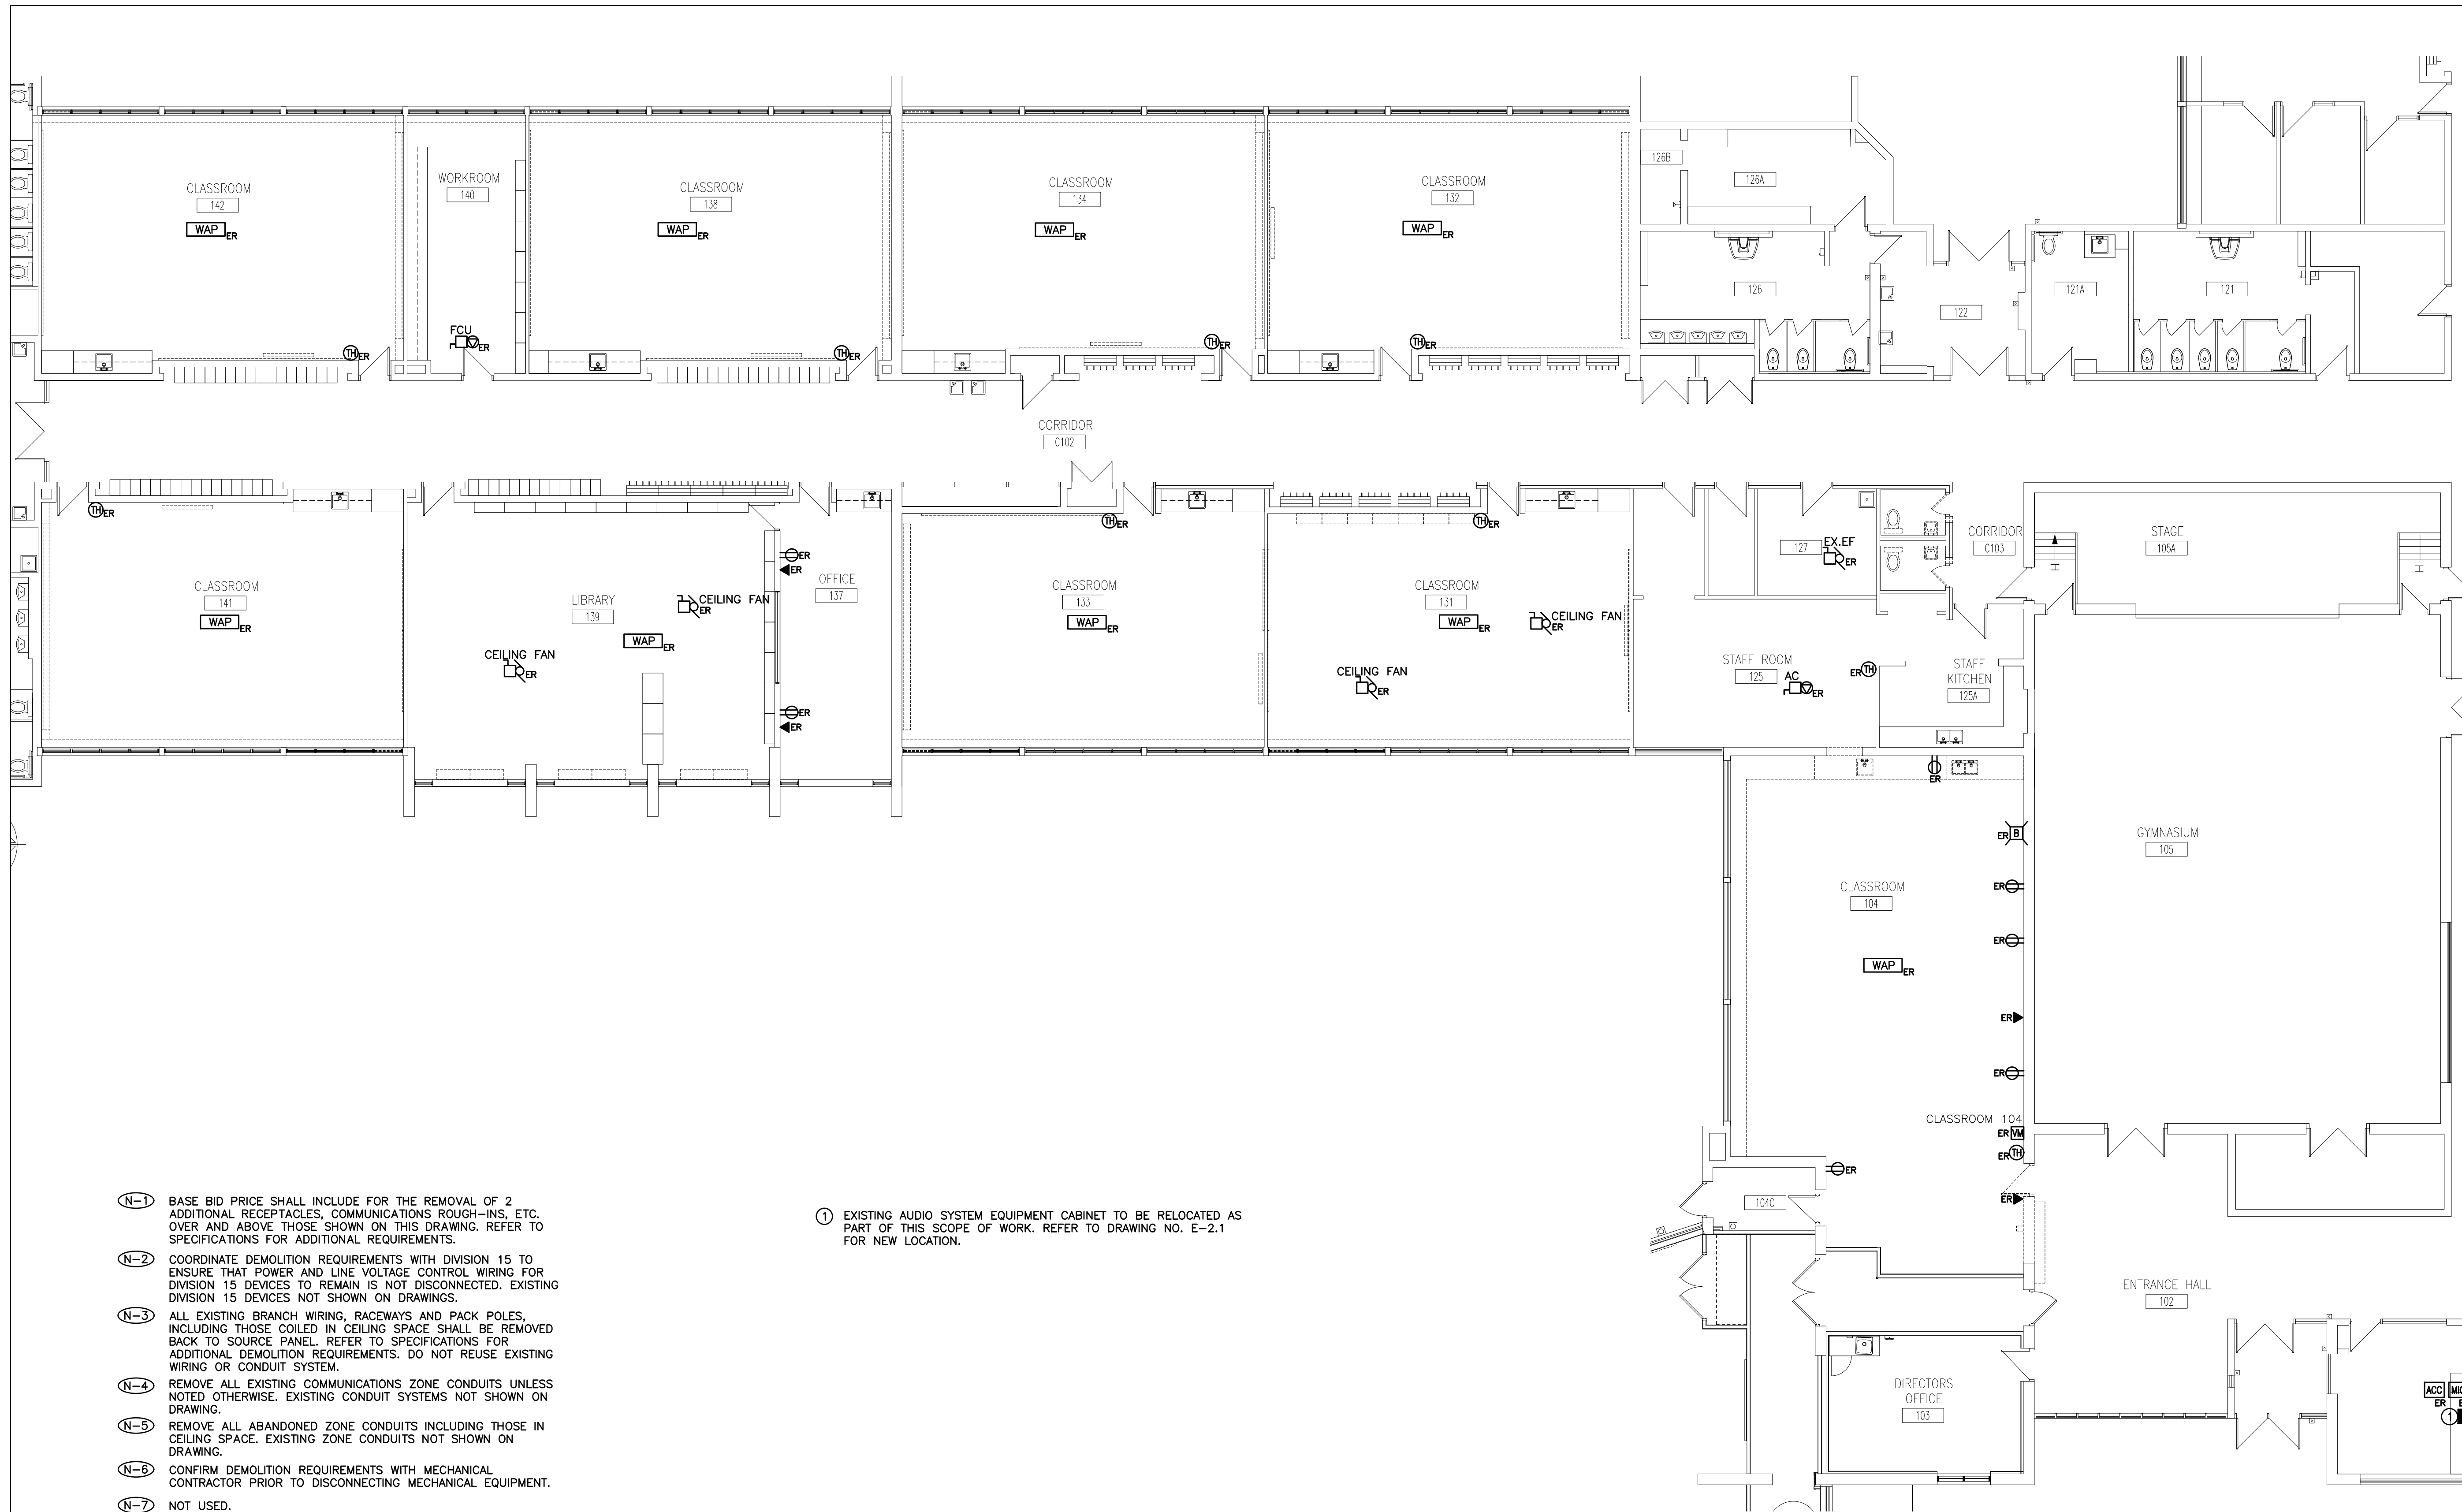 126B
126A
CLASSROOM
142
WAP
ER
WORKROOM
140
CLASSROOM
138
WAP
ER
CLASSROOM
134
WAP
ER
CLASSROOM
132
WAP
ER
126
122
121A
121
FCU
ER
TH ER
TH ER
TH ER
TH ER
CORRIDOR
C102
TH ER
CLASSROOM
141
WAP
ER
LIBRARY
139
WAP
ER
CEILING FAN
ER
CEILING FAN
ER
ER
ER
OFFICE
137
ER
ER
TH ER
CLASSROOM
133
WAP
ER
TH ER
CLASSROOM
131
WAP
ER
CEILING FAN
ER
CEILING FAN
ER
127
EX.EF
ER
CORRIDOR
C103
STAGE
105A
STAFF ROOM
125
AC
ER
ER TH
STAFF
KITCHEN
125A
ER
ER B
GYMNASIUM
105
CLASSROOM
104
ER
ER
WAP
ER
ER
ER
CLASSROOM 104
ER VM
ER TH
ER
ER
104C
ENTRANCE HALL
102
DIRECTORS
OFFICE
103
ACC
ER
1
N-1 BASE BID PRICE SHALL INCLUDE FOR THE REMOVAL OF 2
ADDITIONAL RECEPTACLES, COMMUNICATIONS ROUGH-INS, ETC.
OVER AND ABOVE THOSE SHOWN ON THIS DRAWING. REFER TO
SPECIFICATIONS FOR ADDITIONAL REQUIREMENTS.
N-2 COORDINATE DEMOLITION REQUIREMENTS WITH DIVISION 15 TO
ENSURE THAT POWER AND LINE VOLTAGE CONTROL WIRING FOR
DIVISION 15 DEVICES TO REMAIN IS NOT DISCONNECTED. EXISTING
DIVISION 15 DEVICES NOT SHOWN ON DRAWINGS.
N-3 ALL EXISTING BRANCH WIRING, RACEWAYS AND PACK POLES,
INCLUDING THOSE COILED IN CEILING SPACE SHALL BE REMOVED
BACK TO SOURCE PANEL. REFER TO SPECIFICATIONS FOR
ADDITIONAL DEMOLITION REQUIREMENTS. DO NOT REUSE EXISTING
WIRING OR CONDUIT SYSTEM.
N-4 REMOVE ALL EXISTING COMMUNICATIONS ZONE CONDUITS UNLESS
NOTED OTHERWISE. EXISTING CONDUIT SYSTEMS NOT SHOWN ON
DRAWING.
N-5 REMOVE ALL ABANDONED ZONE CONDUITS INCLUDING THOSE IN
CEILING SPACE. EXISTING ZONE CONDUITS NOT SHOWN ON
DRAWING.
N-6 CONFIRM DEMOLITION REQUIREMENTS WITH MECHANICAL
CONTRACTOR PRIOR TO DISCONNECTING MECHANICAL EQUIPMENT.
N-7 NOT USED.
1 EXISTING AUDIO SYSTEM EQUIPMENT CABINET TO BE RELOCATED AS
PART OF THIS SCOPE OF WORK. REFER TO DRAWING NO. E-2.1
FOR NEW LOCATION.